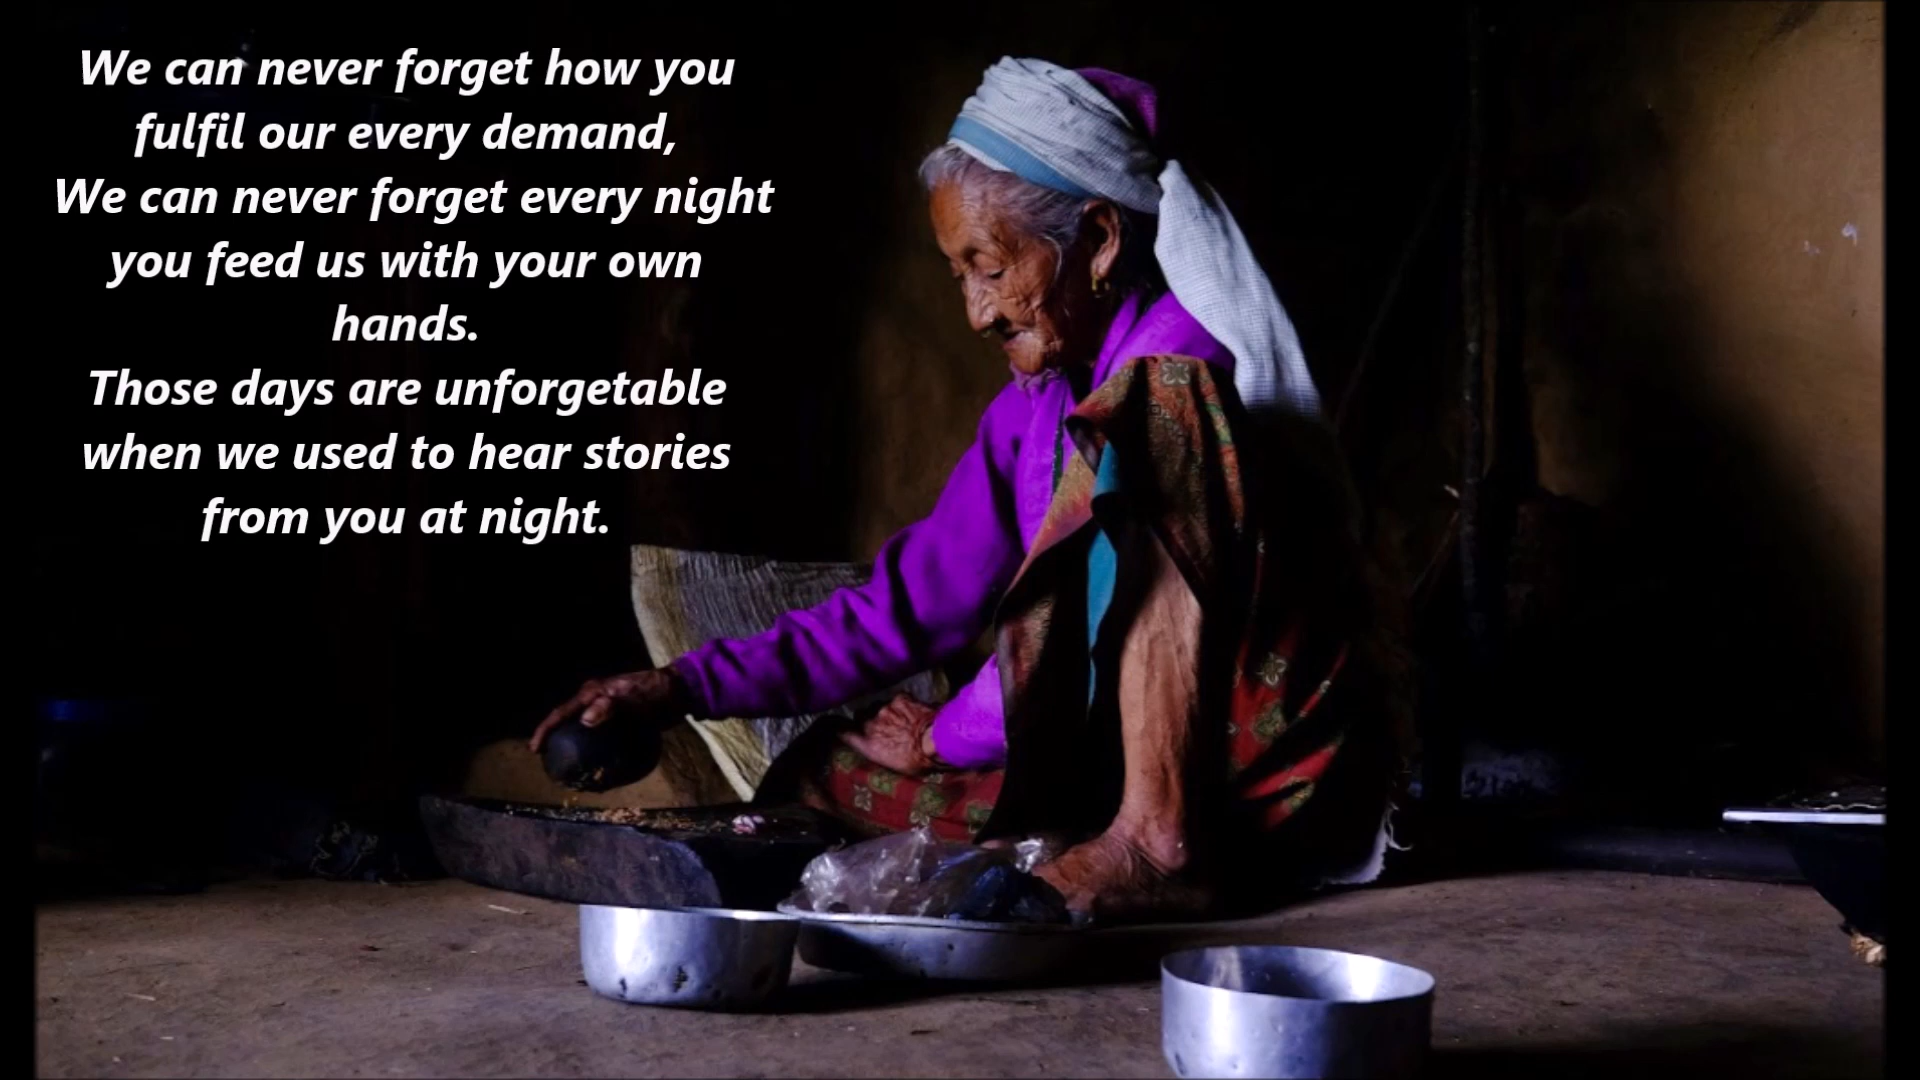 We can never forget how you
fulfil our every demand,
We can never forget every night
you feed us with your own
hands.
Those days are unforgetable
when we used to hear stories
from you at night.